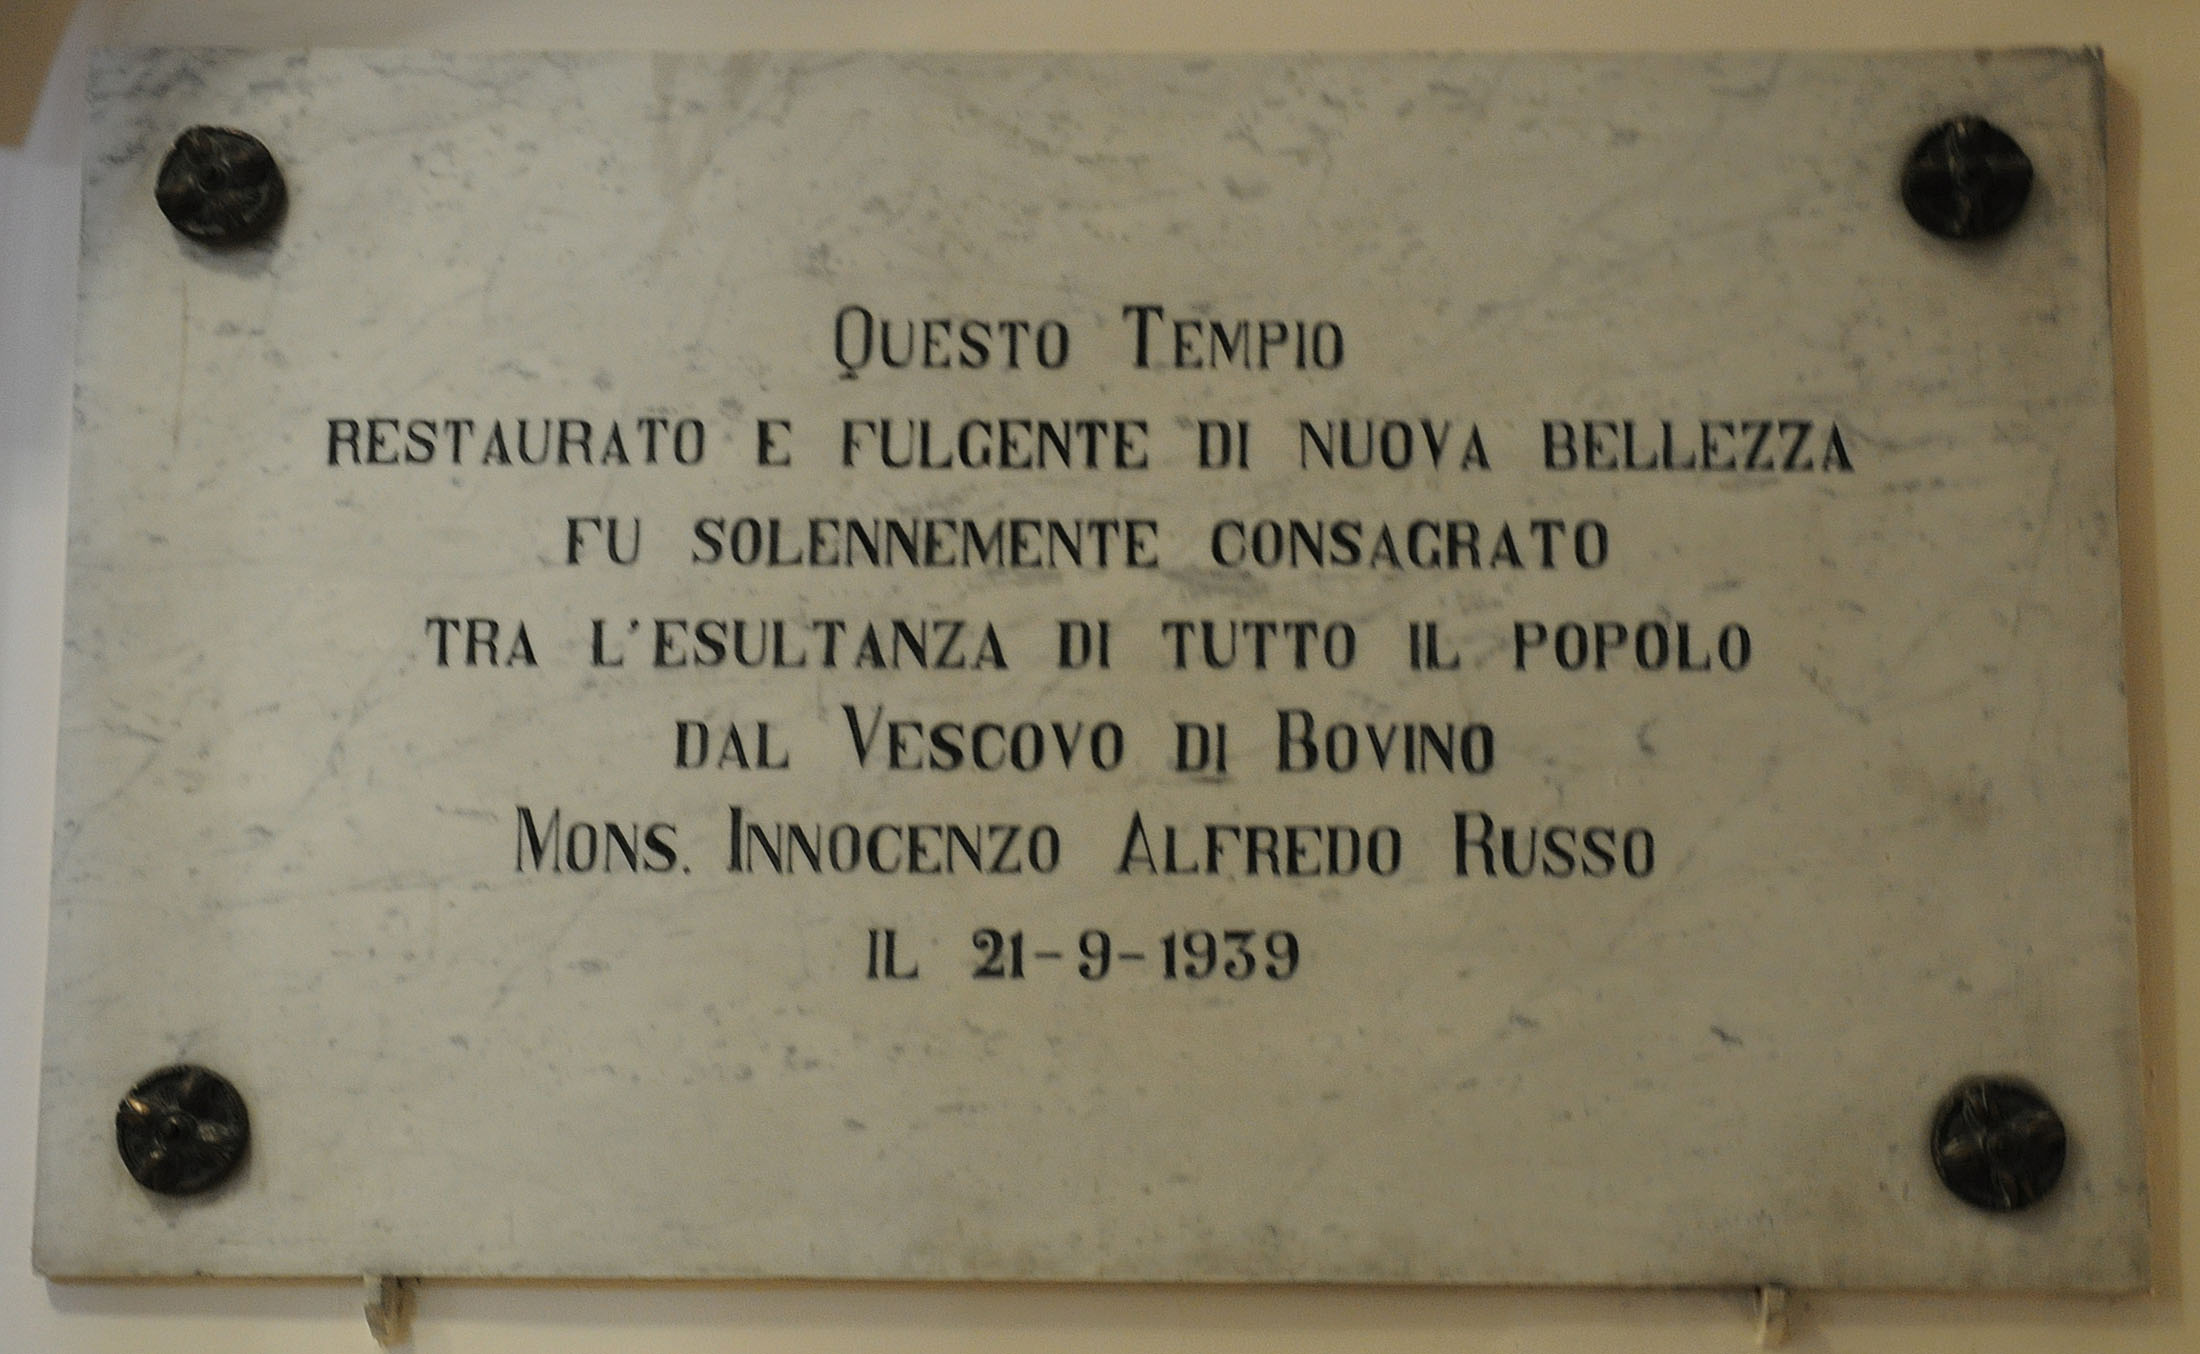 Questo Tempio
restaurato e fulgente di nuova bellezza
fu solennemente consagrato
tra l'esultanza di tutto il popolo
dal Vescovo di Bovino
Mons. Innocenzo Alfredo Russo
il 21-9-1939